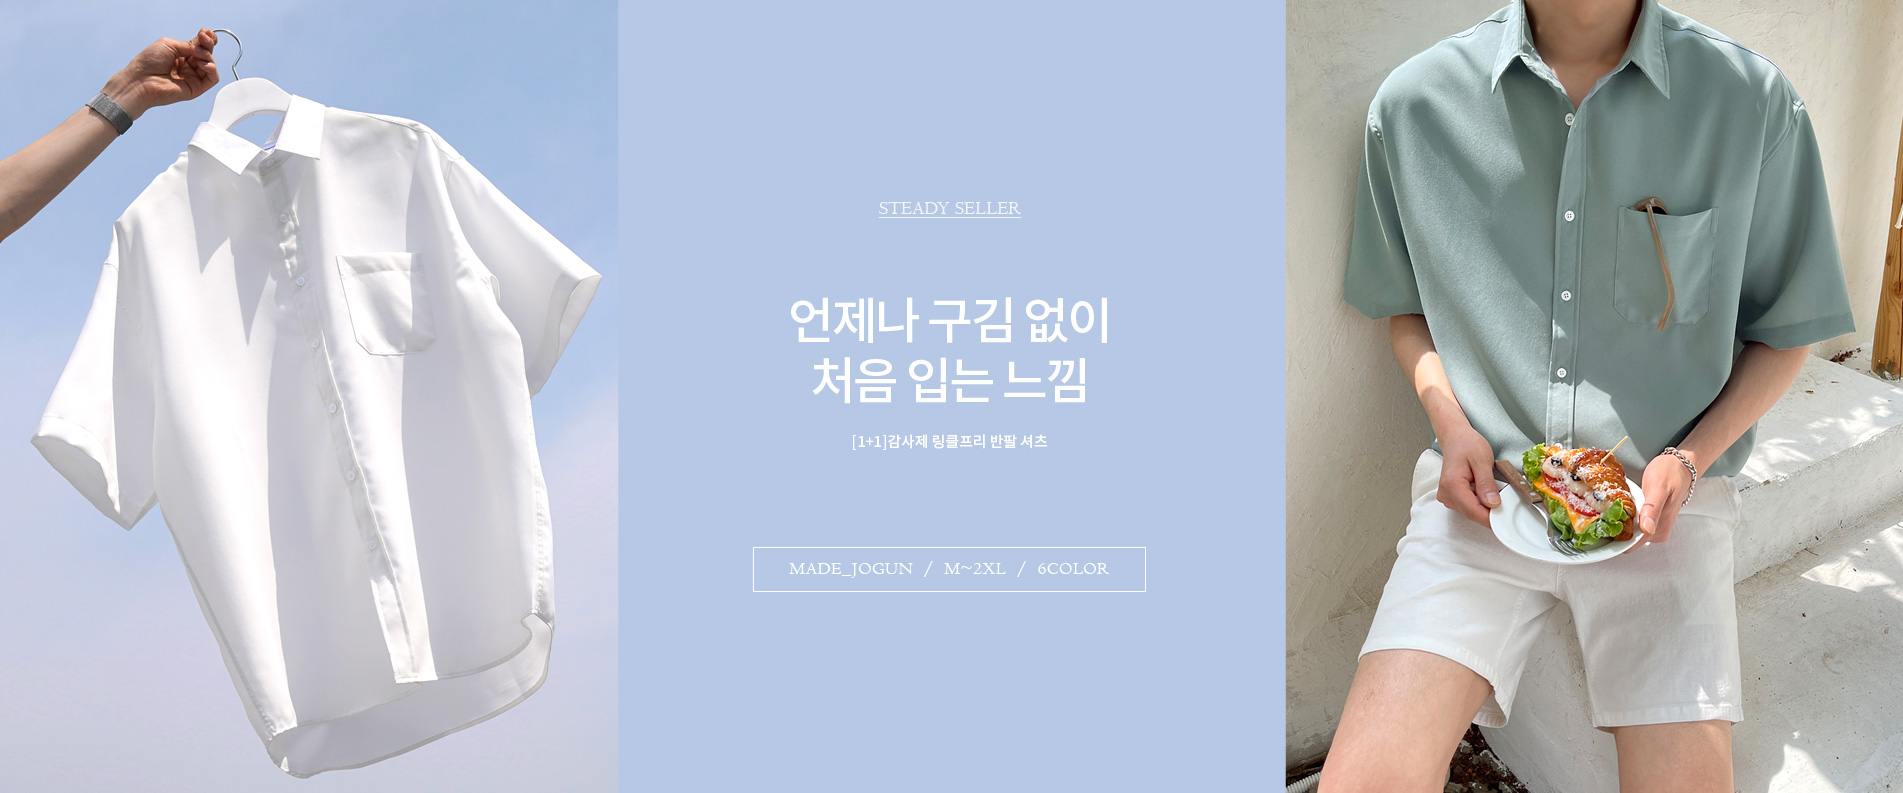 STEADY SELLER
언제나 구김 없이
처음 입는 느낌
[1+1]감사제 링클프리 반팔 셔츠
MADE_JOGUN / M~2XL / 6COLOR